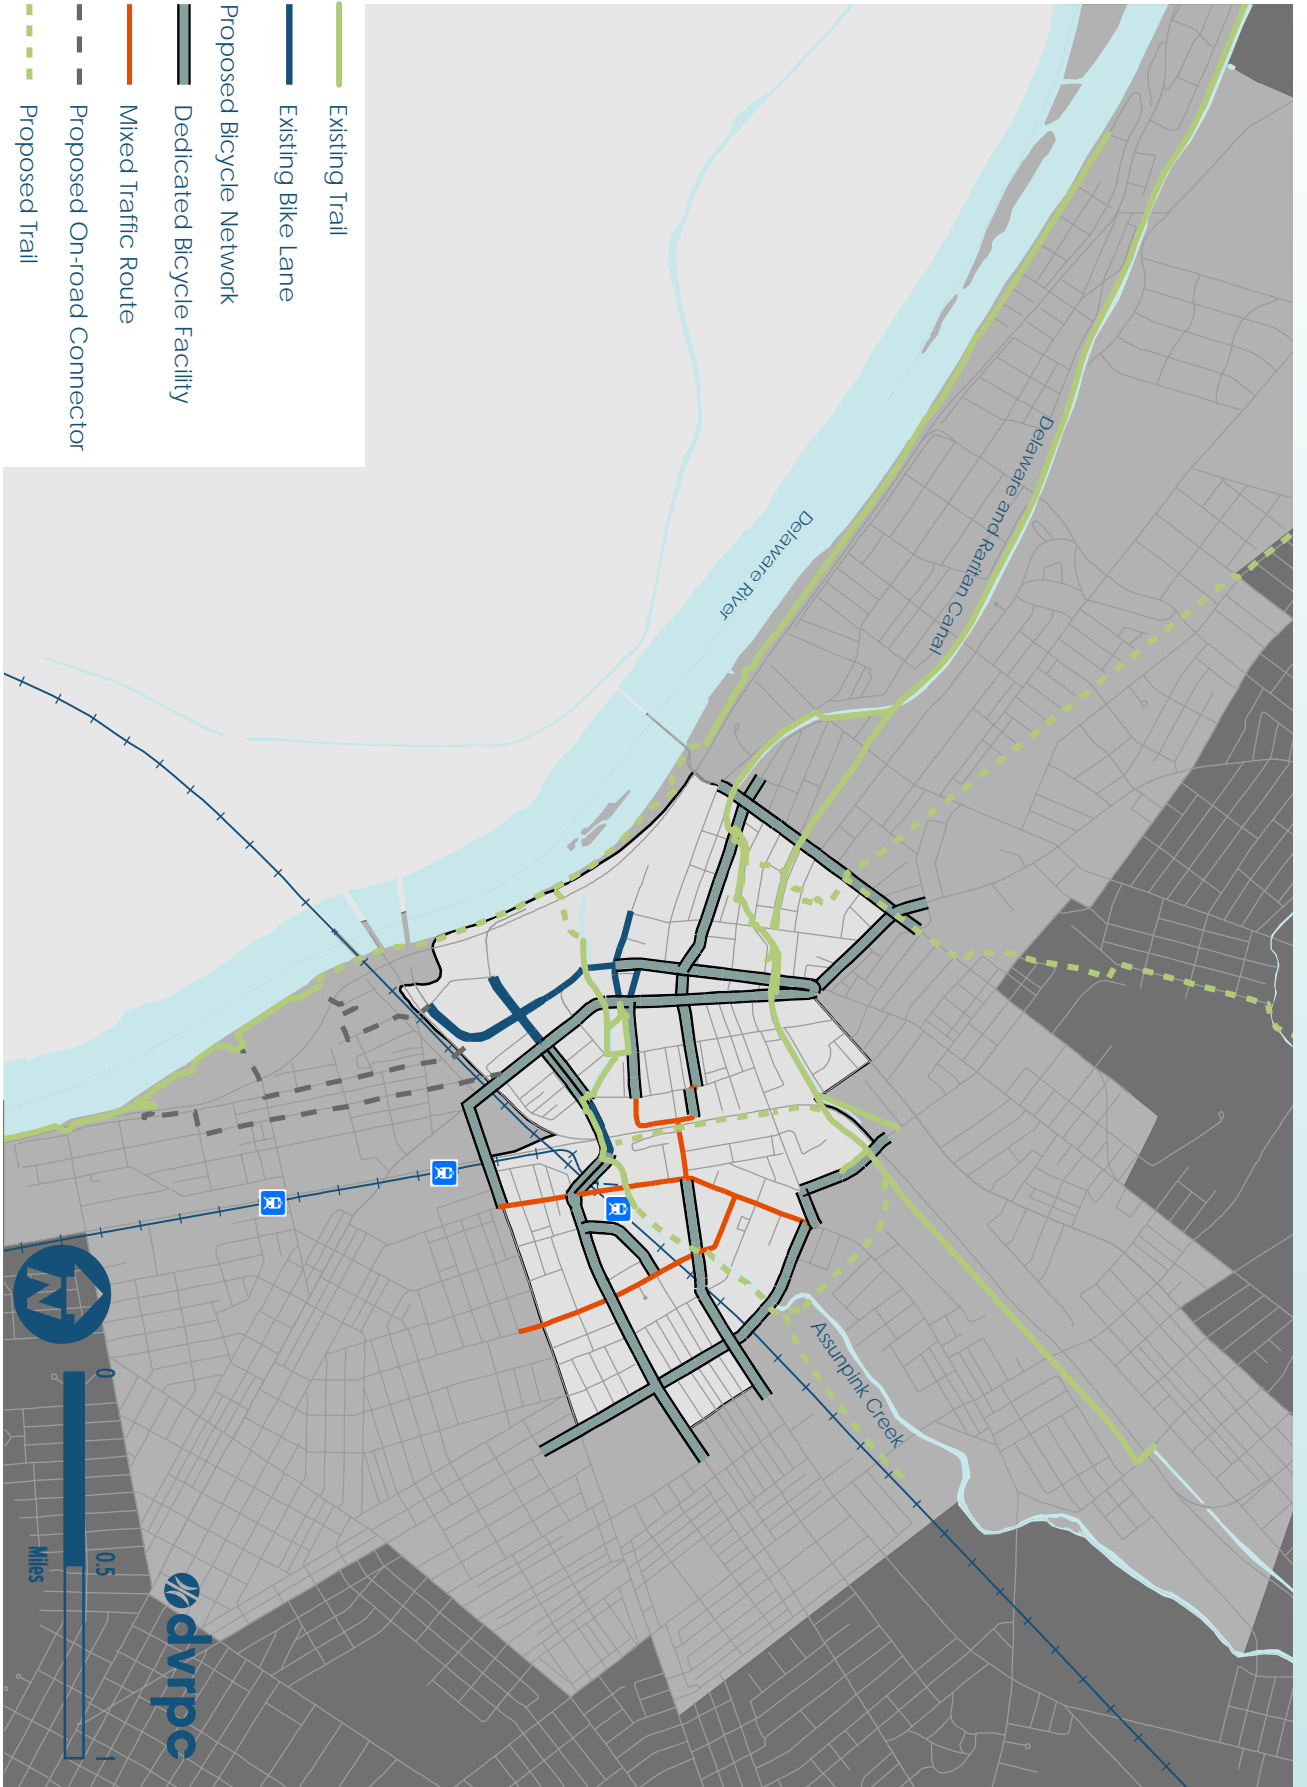 Existing Trail
Existing Bike Lane
Proposed Bicycle Network
Dedicated Bicycle Facility
Mixed Traffic Route
Proposed On-road Connector
Proposed Trail
Delaware and Raritan Canal
Delaware River
Assunpink Creek
N
0 0.5 1
Miles
dvrpc